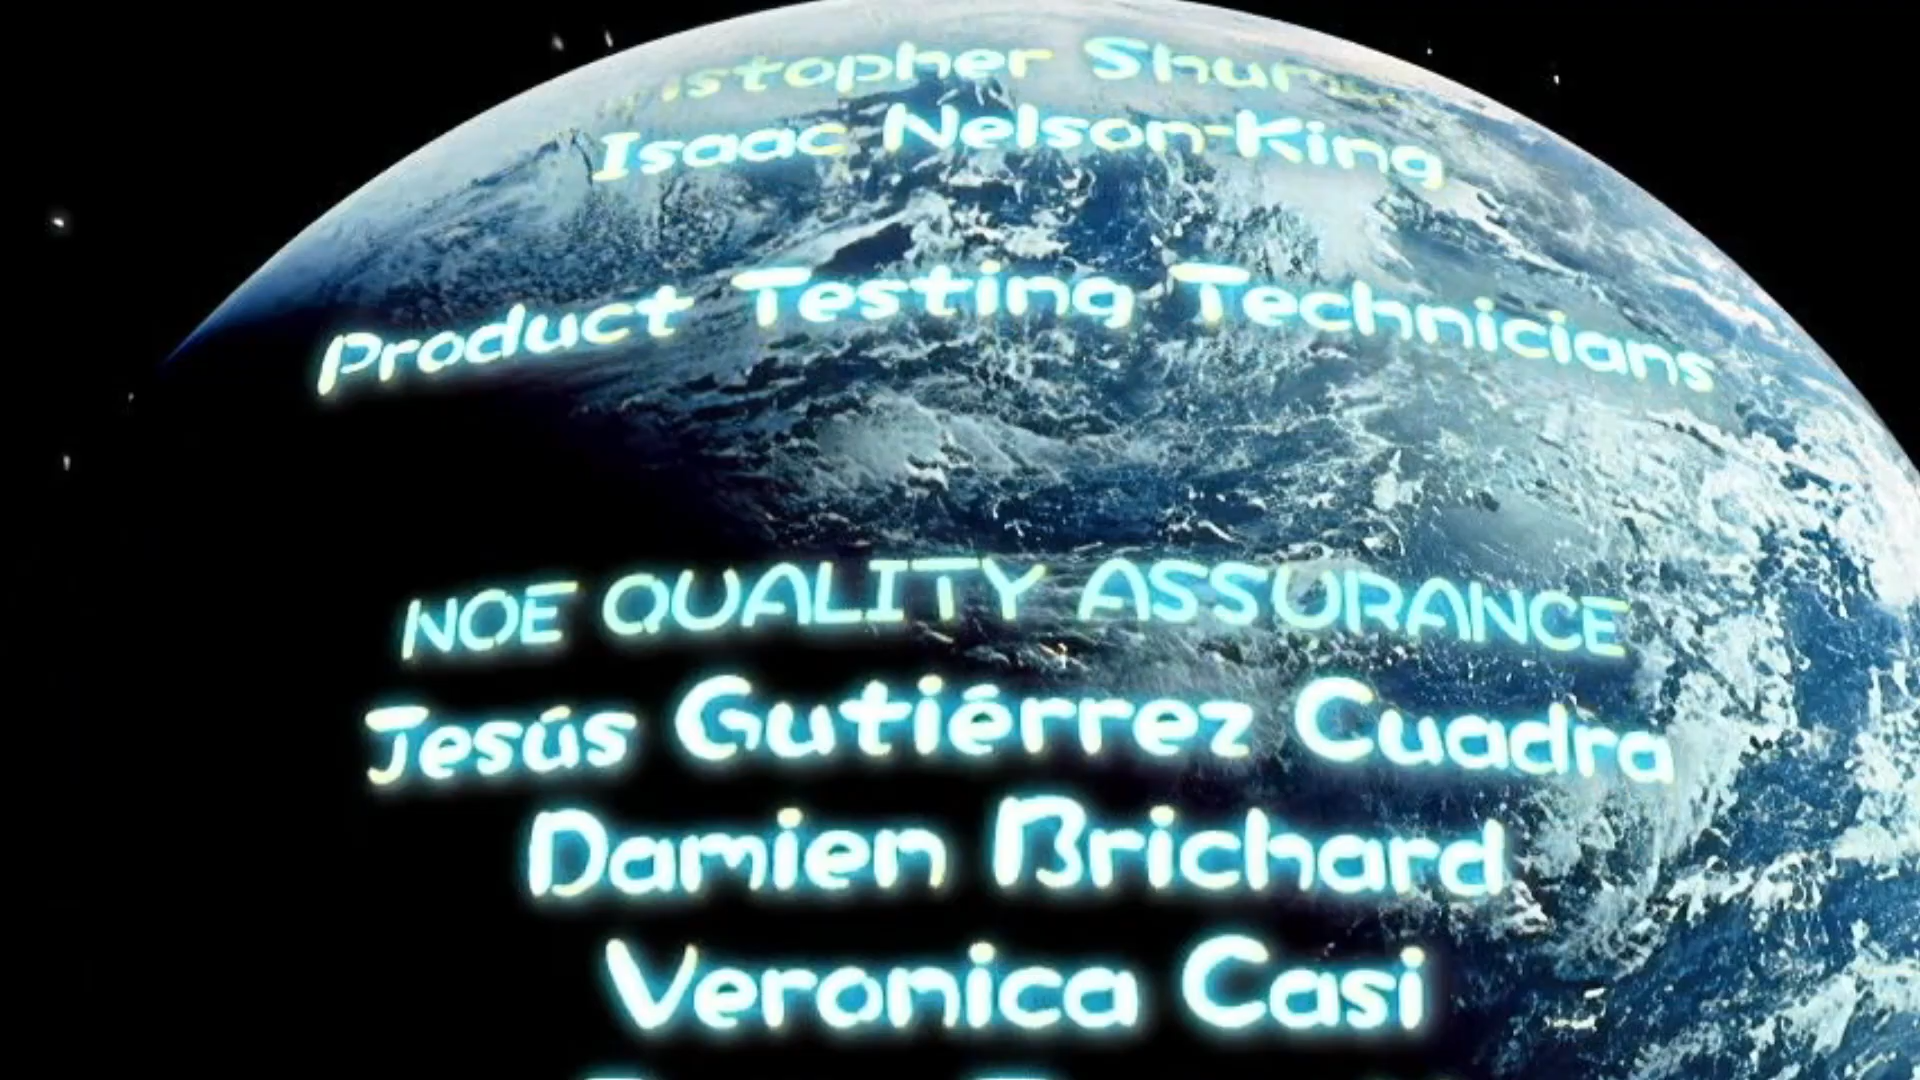 Isaac Nelson-King
Product Testing Technicians
NOE QUALITY ASSURANCE
Jesús Gutiérrez Cuadra
Damien Brichard
Veronica Casi